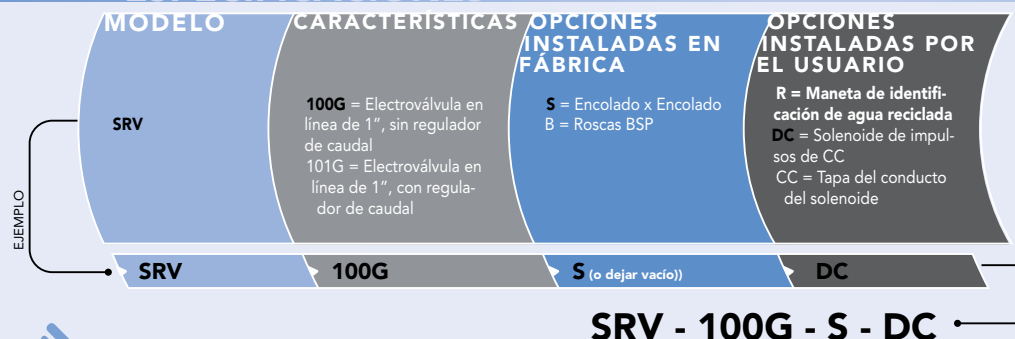 ESPECIFICACIONES
MODELO
SRV
CARACTERÍSTICAS
100G = Electroválvula en
línea de 1”, sin regulador
de caudal
101G = Electroválvula en
línea de 1”, con regula-
dor de caudal
OPCIONES
INSTALADAS EN
FÁBRICA
S = Encolado x Encolado
B = Roscas BSP
OPCIONES
INSTALADAS POR
EL USUARIO
R = Maneta de identifi-
cación de agua reciclada
DC = Solenoide de impul-
sos de CC
CC = Tapa del conducto
del solenoide
EJEMPLO
SRV
100G
S (o dejar vacío))
DC
SRV - 100G - S - DC